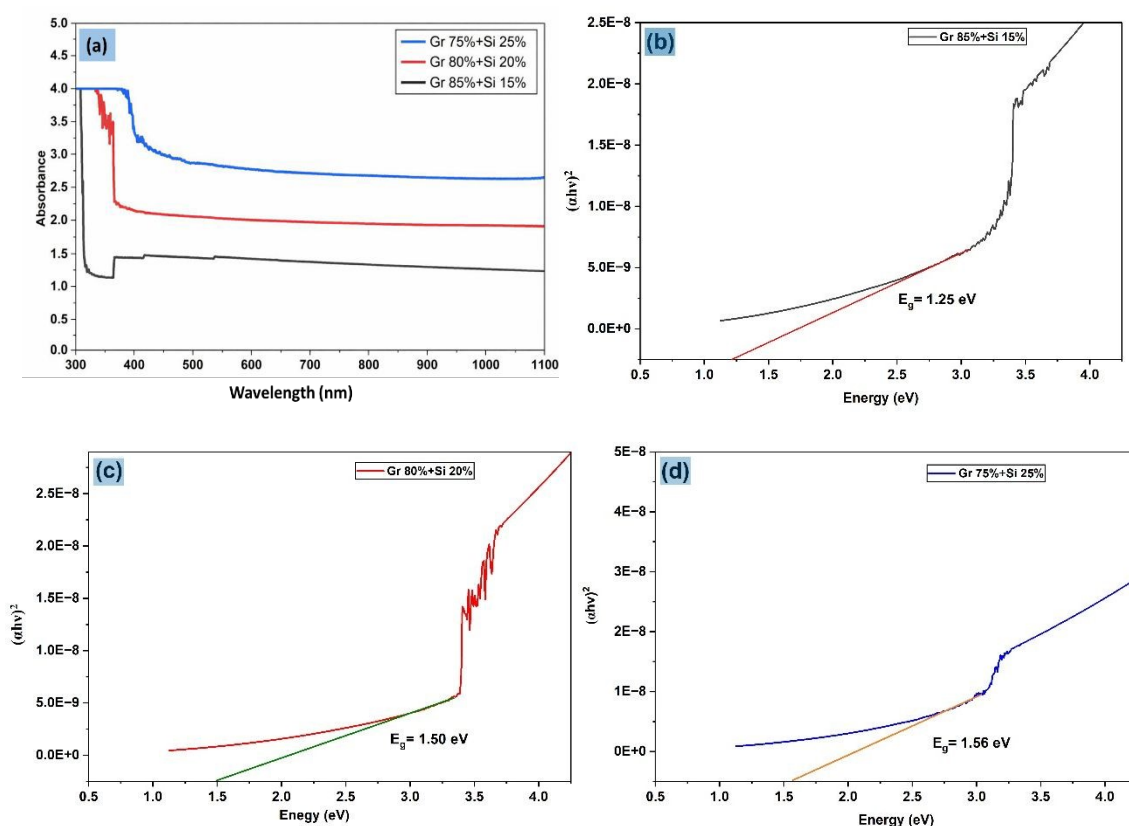 (a)
Gr 75%+Si 25%
Gr 80%+Si 20%
Gr 85%+Si 15%
5.0
4.5
4.0
3.5
3.0
2.5
2.0
1.5
1.0
0.5
0.0
Absorbance
300 400 500 600 700 800 900 1000 1100
Wavelength (nm)
(b)
Gr 85%+Si 15%
2.5E-8
2.0E-8
1.5E-8
1.0E-8
5.0E-9
0.0E+0
(αhν)²
Eg= 1.25 eV
0.5 1.0 1.5 2.0 2.5 3.0 3.5 4.0
Energy (eV)
(c)
Gr 80%+Si 20%
2.5E-8
2.0E-8
1.5E-8
1.0E-8
5.0E-9
0.0E+0
(αhν)²
Eg= 1.50 eV
0.5 1.0 1.5 2.0 2.5 3.0 3.5 4.0
Enegy (eV)
(d)
Gr 75%+Si 25%
5E-8
4E-8
3E-8
2E-8
1E-8
0E+0
(αhν)²
Eg= 1.56 eV
0.5 1.0 1.5 2.0 2.5 3.0 3.5 4.0
Energy (eV)